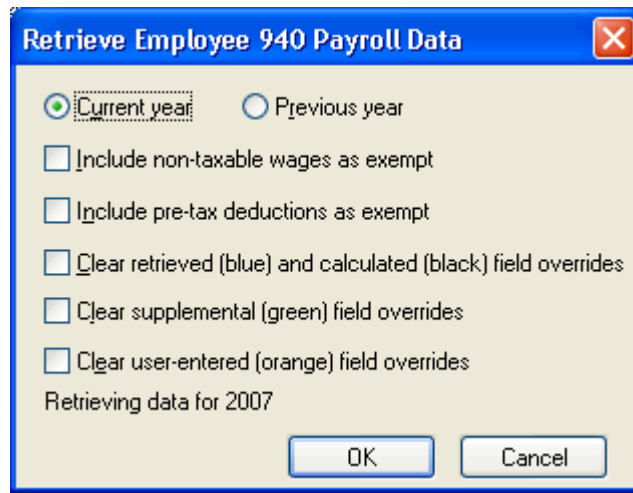 Retrieve Employee 940 Payroll Data
Current year Previous year
Include non-taxable wages as exempt
Include pre-tax deductions as exempt
Clear retrieved (blue) and calculated (black) field overrides
Clear supplemental (green) field overrides
Clear user-entered (orange) field overrides
Retrieving data for 2007
OK Cancel